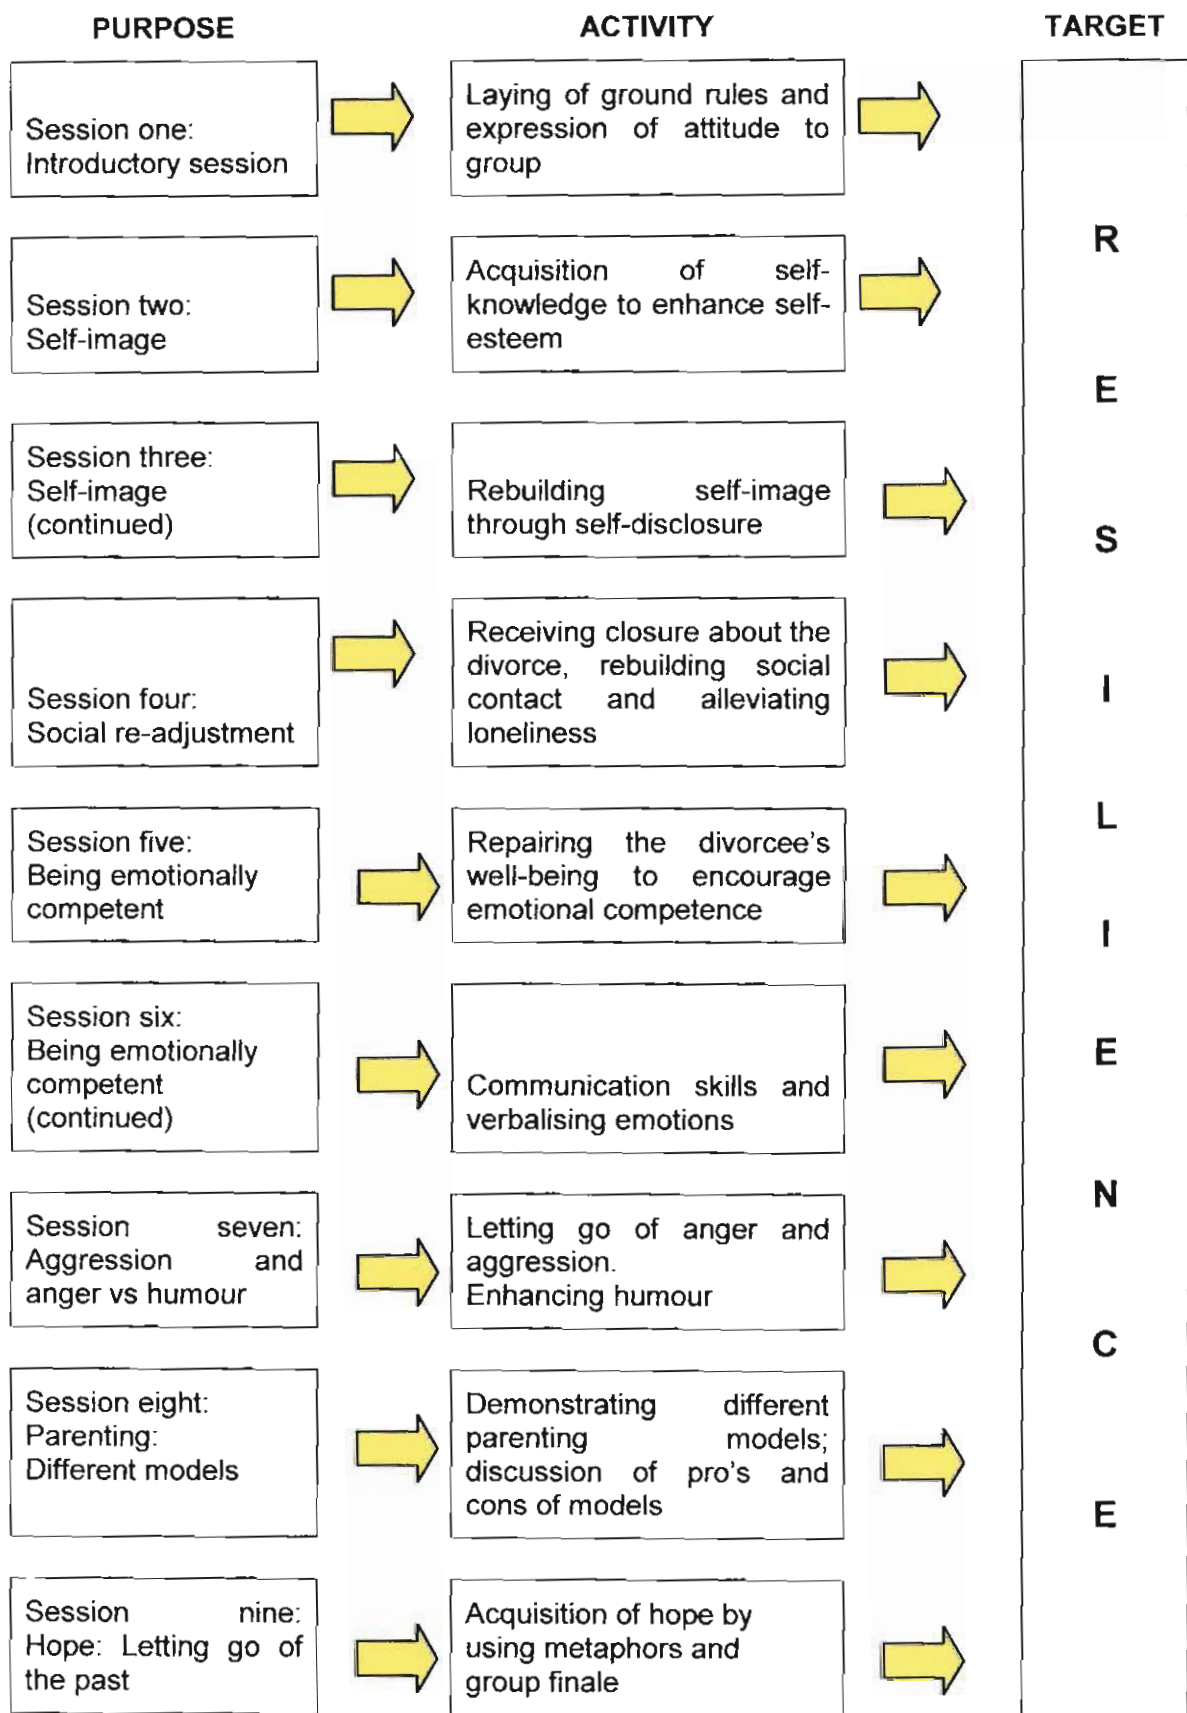 PURPOSE
ACTIVITY
TARGET
Session one:
Introductory session
Laying of ground rules and
expression of attitude to
group
Session two:
Self-image
Acquisition of self-
knowledge to enhance self-
esteem
Session three:
Self-image
(continued)
Rebuilding self-image
through self-disclosure
Session four:
Social re-adjustment
Receiving closure about the
divorce, rebuilding social
contact and alleviating
loneliness
Session five:
Being emotionally
competent
Repairing the divorcee's
well-being to encourage
emotional competence
Session six:
Being emotionally
competent
(continued)
Communication skills and
verbalising emotions
Session seven:
Aggression and
anger vs humour
Letting go of anger and
aggression.
Enhancing humour
Session eight:
Parenting:
Different models
Demonstrating different
parenting models;
discussion of pro's and
cons of models
Session nine:
Hope: Letting go of
the past
Acquisition of hope by
using metaphors and
group finale
R
E
S
I
L
I
E
N
C
E